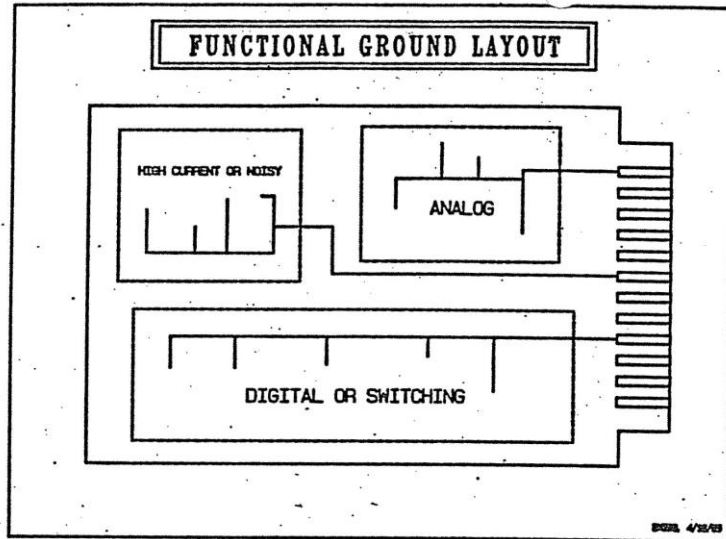 FUNCTIONAL GROUND LAYOUT
HIGH CURRENT OR NOISY
ANALOG
DIGITAL OR SWITCHING